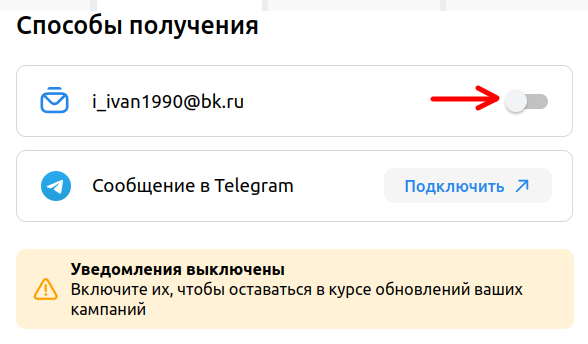 Способы получения
i_ivan1990@bk.ru
Сообщение в Telegram
Подключить
Уведомления выключены
Включите их, чтобы оставаться в курсе обновлений ваших
кампаний